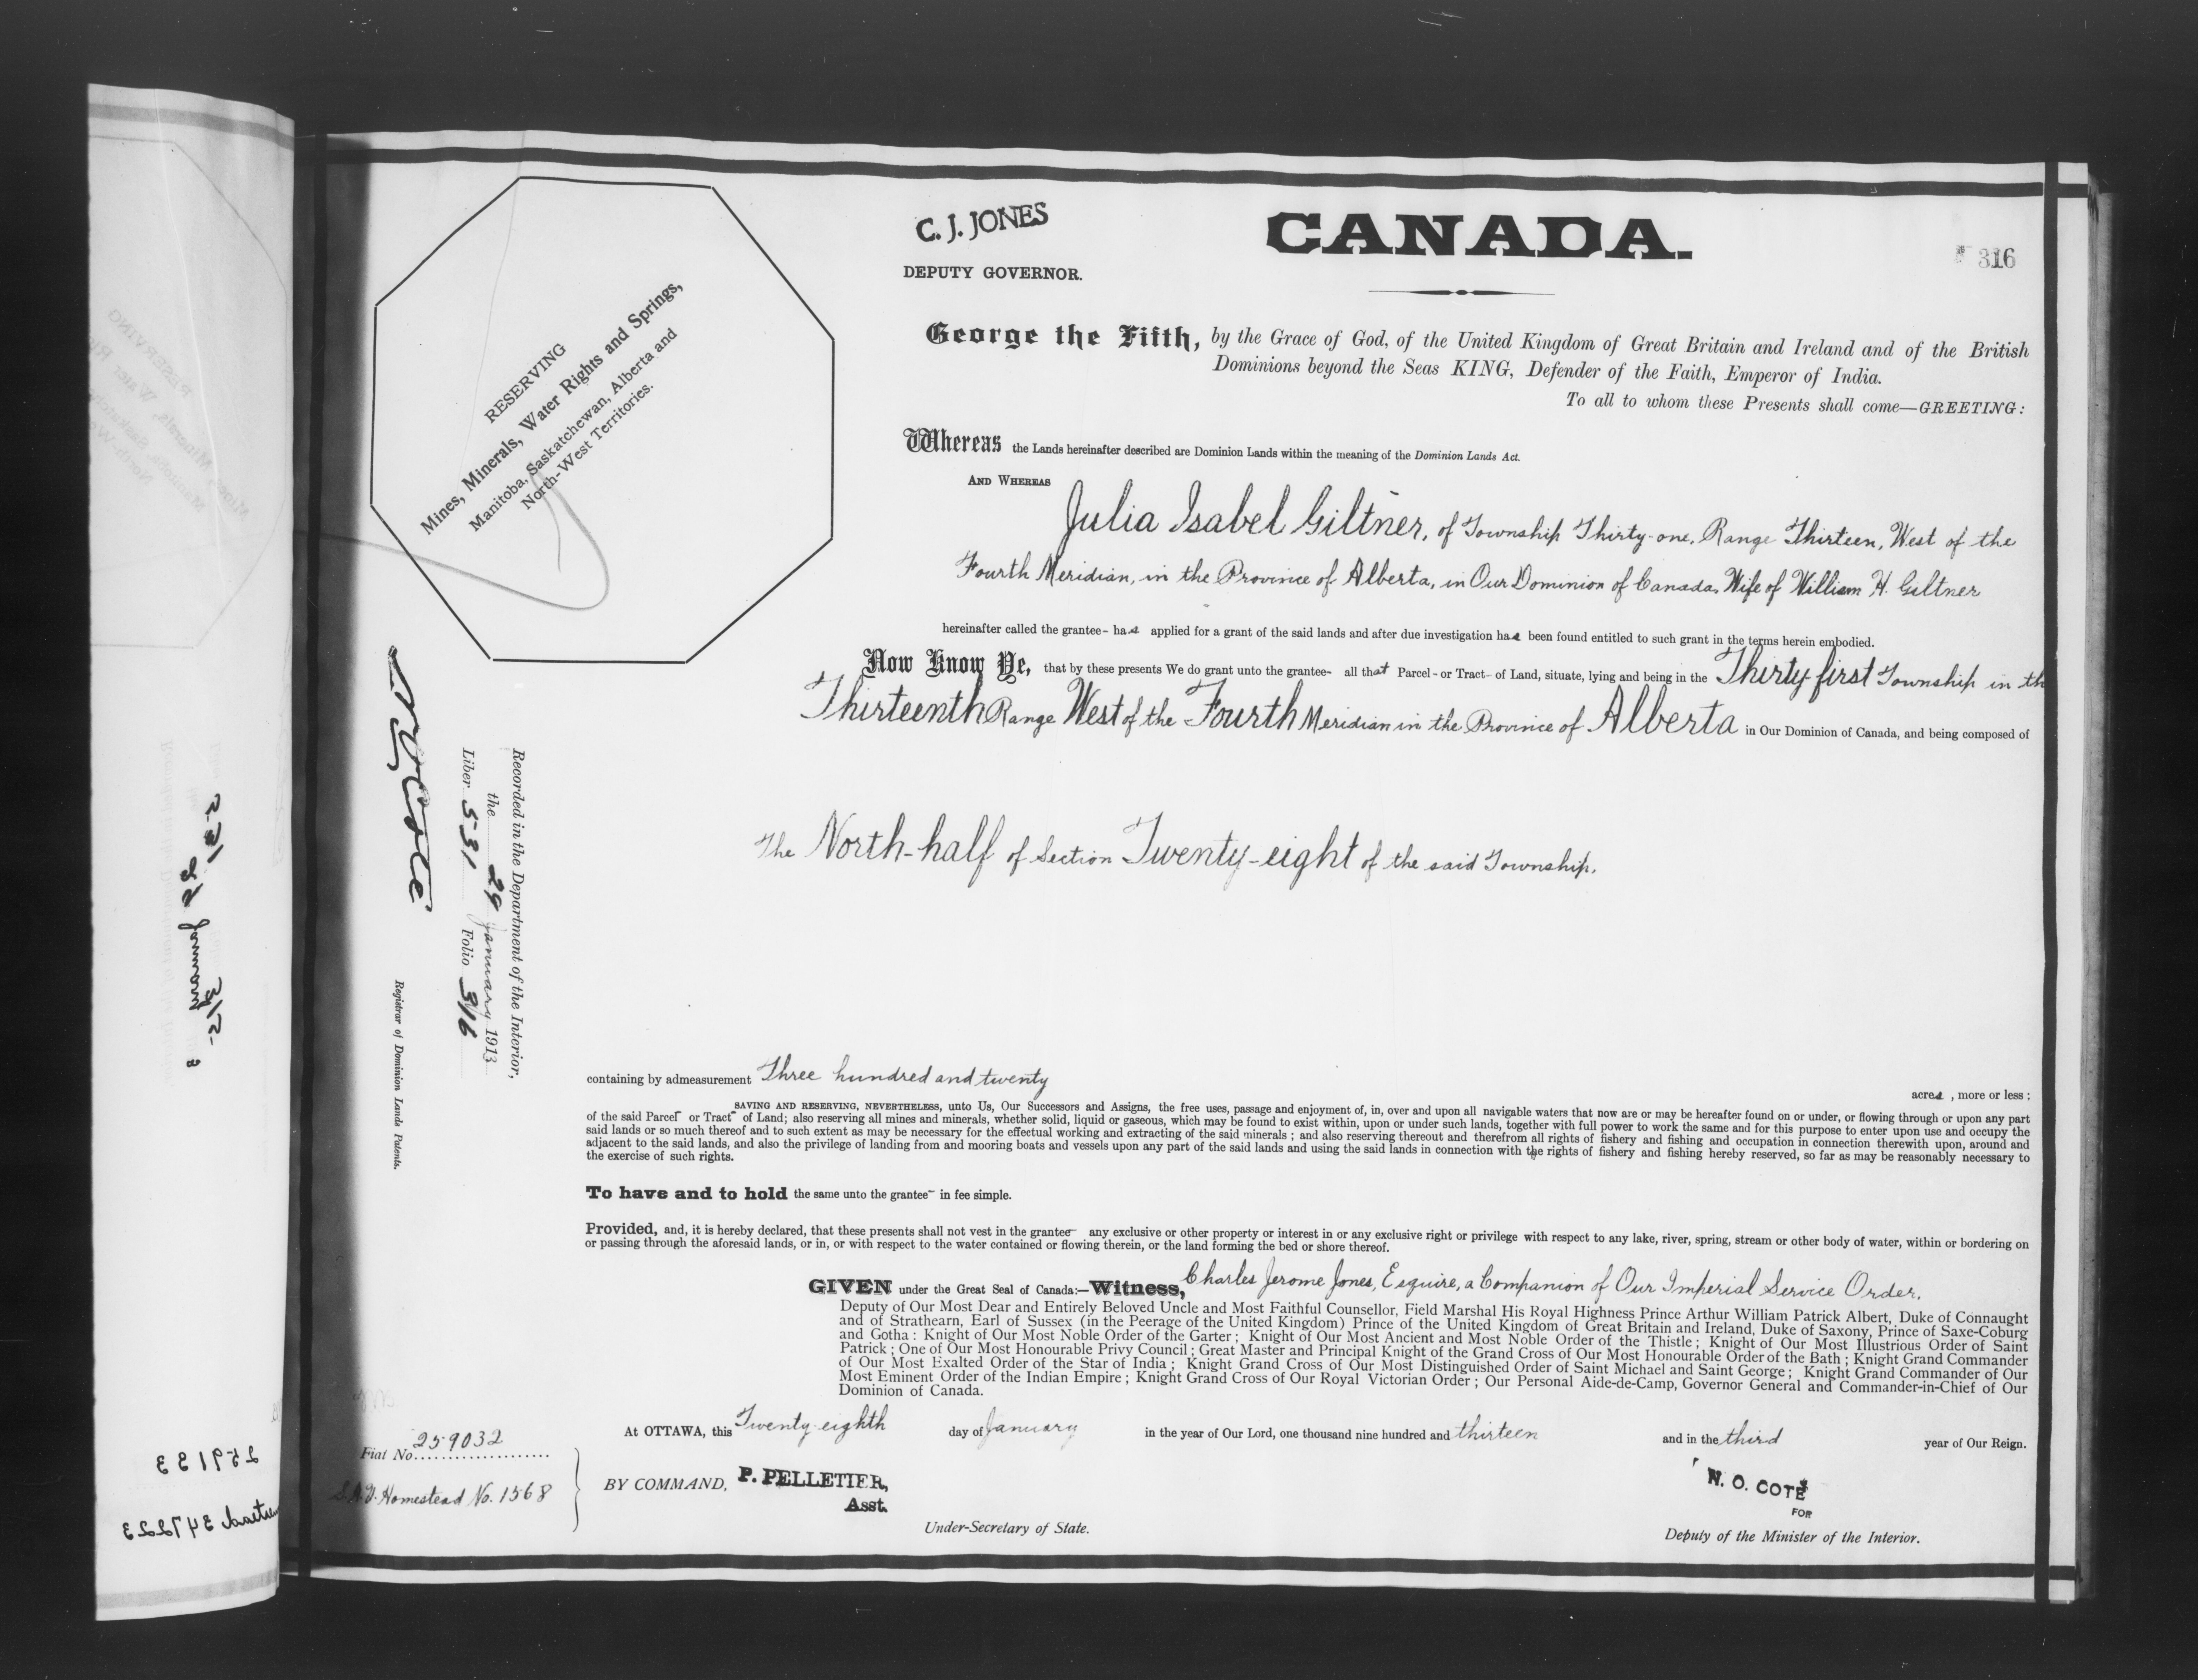 C. J. JONES
DEPUTY GOVERNOR.
CANADA.
316
RESERVING
Mines, Minerals, Water Rights and Springs,
Manitoba, Saskatchewan, Alberta and
North-West Territories.
George the Fifth, by the Grace of God, of the United Kingdom of Great Britain and Ireland and of the British
Dominions beyond the Seas KING, Defender of the Faith, Emperor of India.
To all to whom these Presents shall come—GREETING:
Whereas the Lands hereinafter described are Dominion Lands within the meaning of the Dominion Lands Act.
AND WHEREAS
Julia Isabel Giltner, of Township Thirty-one, Range Thirteen, West of the
Fourth Meridian, in the Province of Alberta, in Our Dominion of Canada, Wife of William H. Giltner
hereinafter called the grantee- has applied for a grant of the said lands and after due investigation has been found entitled to such grant in the terms herein embodied.
Now Know Ye, that by these presents We do grant unto the grantee- all that Parcel - or Tract - of Land, situate, lying and being in the Thirty first Township in th
Thirteenth Range West of the Fourth Meridian in the Province of Alberta in Our Dominion of Canada, and being composed of
The North-half of Section Twenty-eight of the said Township.
Recorded in the Department of the Interior,
the 29 January 1913
Liber 531 Folio 316
N. O. Cote
Registrar of Dominion Lands Patents.
containing by admeasurement Three hundred and twenty acres, more or less;
SAVING AND RESERVING, NEVERTHELESS, unto Us, Our Successors and Assigns, the free uses, passage and enjoyment of, in, over and upon all navigable waters that now are or may be hereafter found on or under, or flowing through or upon any part
of the said Parcel - or Tract - of Land; also reserving all mines and minerals, whether solid, liquid or gaseous, which may be found to exist within, upon or under such lands, together with full power to work the same and for this purpose to enter upon use and occupy the
said lands or so much thereof and to such extent as may be necessary for the effectual working and extracting of the said minerals; and also reserving thereout and therefrom all rights of fishery and fishing and occupation in connection therewith upon, around and
adjacent to the said lands, and also the privilege of landing from and mooring boats and vessels upon any part of the said lands and using the said lands in connection with the rights of fishery and fishing hereby reserved, so far as may be reasonably necessary to
the exercise of such rights.
To have and to hold the same unto the grantee - in fee simple.
Provided, and, it is hereby declared, that these presents shall not vest in the grantee - any exclusive or other property or interest in or any exclusive right or privilege with respect to any lake, river, spring, stream or other body of water, within or bordering on
or passing through the aforesaid lands, or in, or with respect to the water contained or flowing therein, or the land forming the bed or shore thereof.
GIVEN under the Great Seal of Canada:—Witness, Charles Jerome Jones, Esquire, a Companion of Our Imperial Service Order,
Deputy of Our Most Dear and Entirely Beloved Uncle and Most Faithful Counsellor, Field Marshal His Royal Highness Prince Arthur William Patrick Albert, Duke of Connaught
and of Strathearn, Earl of Sussex (in the Peerage of the United Kingdom) Prince of the United Kingdom of Great Britain and Ireland, Duke of Saxony, Prince of Saxe-Coburg
and Gotha: Knight of Our Most Noble Order of the Garter; Knight of Our Most Ancient and Most Noble Order of the Thistle; Knight of Our Most Illustrious Order of Saint
Patrick; One of Our Most Honourable Privy Council; Great Master and Principal Knight of the Grand Cross of Our Most Honourable Order of the Bath; Knight Grand Commander
of Our Most Exalted Order of the Star of India; Knight Grand Cross of Our Most Distinguished Order of Saint Michael and Saint George; Knight Grand Commander of Our
Most Eminent Order of the Indian Empire; Knight Grand Cross of Our Royal Victorian Order; Our Personal Aide-de-Camp, Governor General and Commander-in-Chief of Our
Dominion of Canada.
At OTTAWA, this Twenty eighth day of January in the year of Our Lord, one thousand nine hundred and thirteen and in the third year of Our Reign.
Fiat No. 259032
S.A.V. Homestead No. 1568
BY COMMAND, P. PELLETIER,
Asst.
Under-Secretary of State.
N. O. COTÉ
FOR
Deputy of the Minister of the Interior.
259133
347223